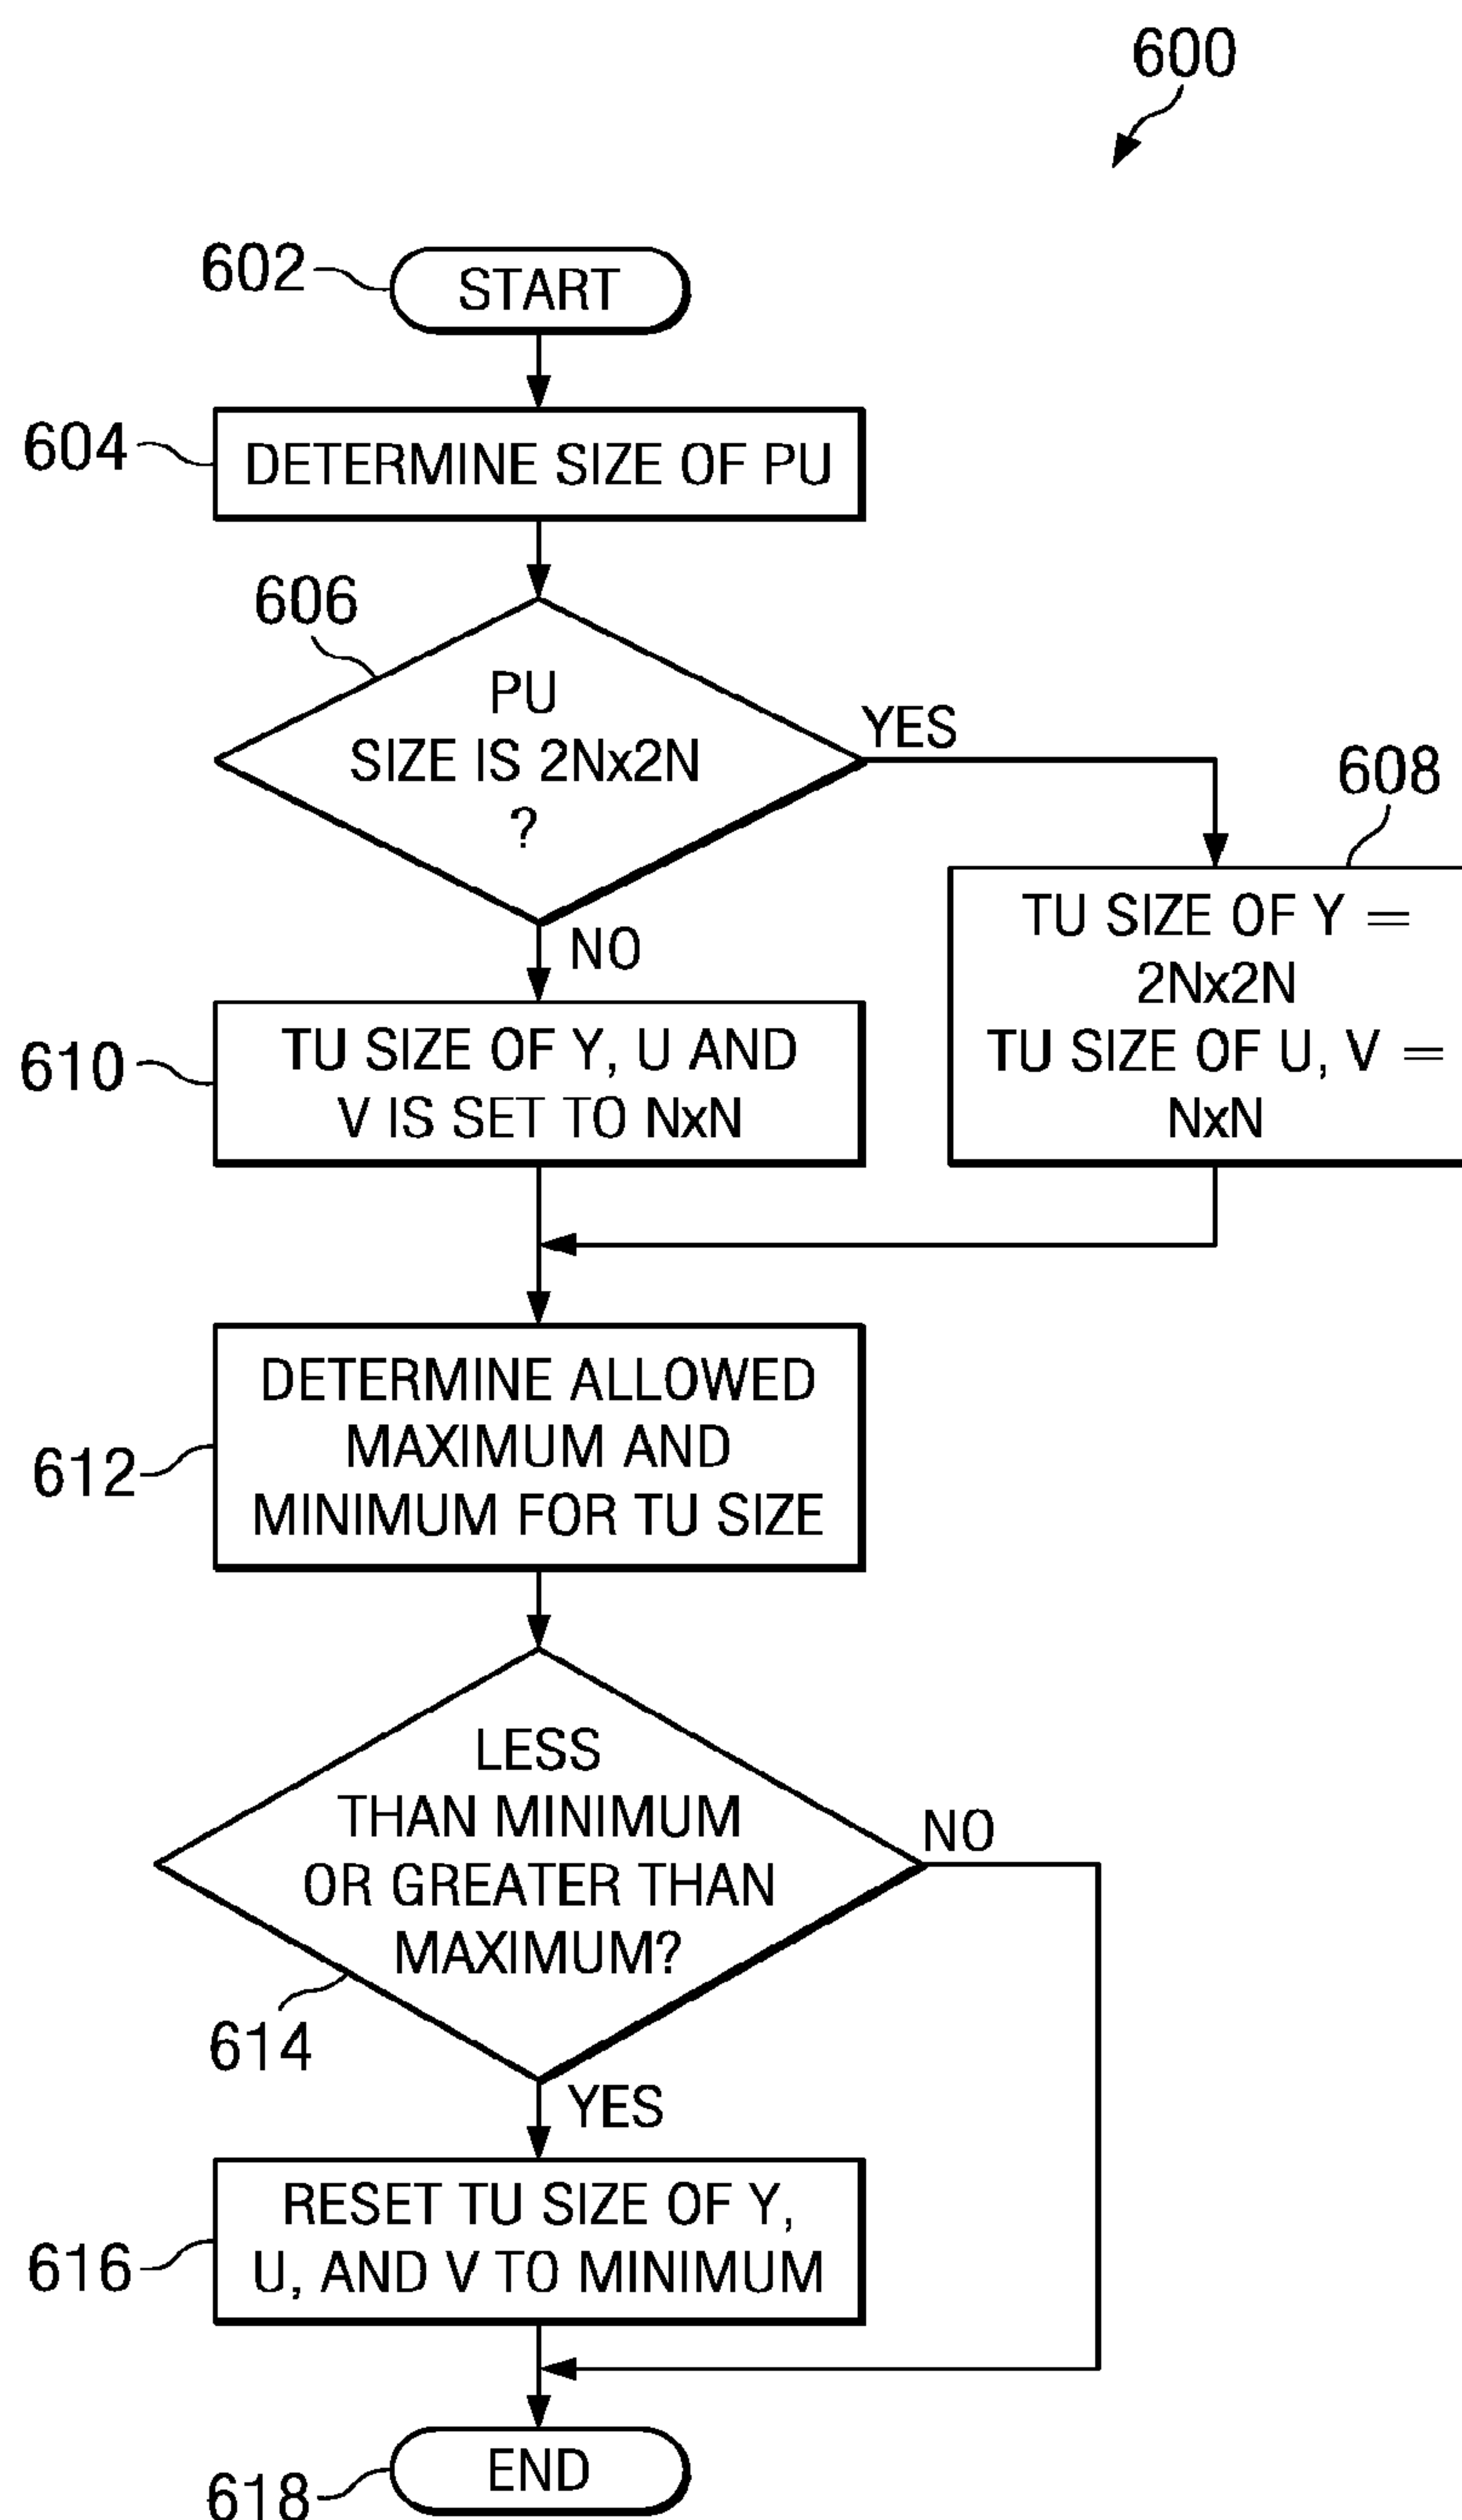 600
602
START
604
DETERMINE SIZE OF PU
606
PU
SIZE IS 2Nx2N
?
YES
608
NO
TU SIZE OF Y =
2Nx2N
TU SIZE OF U, V =
NxN
610
TU SIZE OF Y, U AND
V IS SET TO NxN
612
DETERMINE ALLOWED
MAXIMUM AND
MINIMUM FOR TU SIZE
LESS
THAN MINIMUM
OR GREATER THAN
MAXIMUM?
NO
614
YES
616
RESET TU SIZE OF Y,
U, AND V TO MINIMUM
END
618